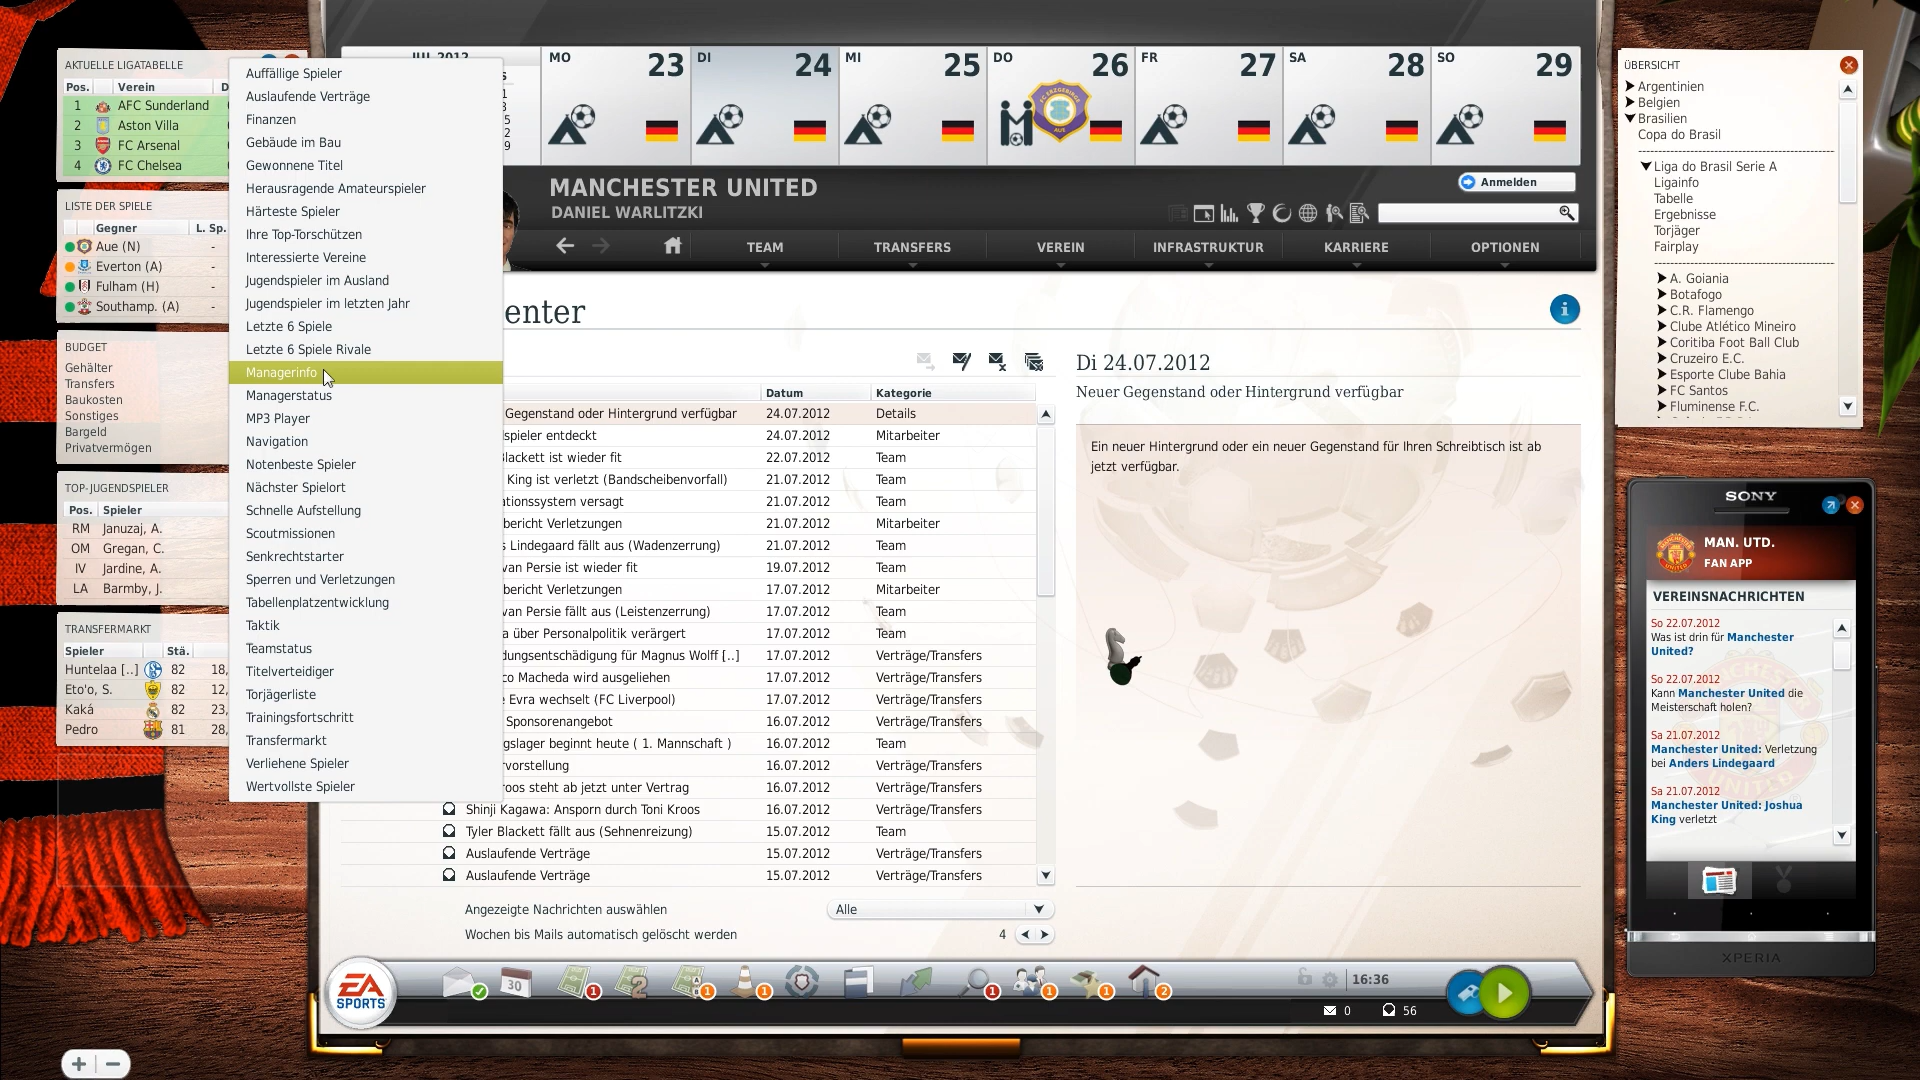 AKTUELLE LIGATABELLE
Pos. Verein
1 AFC Sunderland
2 Aston Villa
3 FC Arsenal
4 FC Chelsea
LISTE DER SPIELE
Gegner L. Sp.
Aue (N) -
Everton (A) -
Fulham (H) -
Southamp. (A) -
BUDGET
Gehälter
Transfers
Baukosten
Sonstiges
Bargeld
Privatvermögen
TOP-JUGENDSPIELER
Pos. Spieler
RM Januzaj, A.
OM Gregan, C.
IV Jardine, A.
LA Barmby, J.
TRANSFERMARKT
Spieler Stä.
Huntelaa [..] 82 18,
Eto'o, S. 82 12,
Kaká 82 23,
Pedro 81 28,
Auffällige Spieler
Auslaufende Verträge
Finanzen
Gebäude im Bau
Gewonnene Titel
Herausragende Amateurspieler
Härteste Spieler
Ihre Top-Torschützen
Interessierte Vereine
Jugendspieler im Ausland
Jugendspieler im letzten Jahr
Letzte 6 Spiele
Letzte 6 Spiele Rivale
Managerinfo
Managerstatus
MP3 Player
Navigation
Notenbeste Spieler
Nächster Spielort
Schnelle Aufstellung
Scoutmissionen
Senkrechtstarter
Sperren und Verletzungen
Tabellenplatzentwicklung
Taktik
Teamstatus
Titelverteidiger
Torjägerliste
Trainingsfortschritt
Transfermarkt
Verliehene Spieler
Wertvollste Spieler
MO 23 DI 24 MI 25 DO 26 FR 27 SA 28 SO 29
MANCHESTER UNITED
DANIEL WARLITZKI
Anmelden
TEAM TRANSFERS VEREIN INFRASTRUKTUR KARRIERE OPTIONEN
enter
Datum Kategorie
Gegenstand oder Hintergrund verfügbar 24.07.2012 Details
spieler entdeckt 24.07.2012 Mitarbeiter
Blackett ist wieder fit 22.07.2012 Team
King ist verletzt (Bandscheibenvorfall) 21.07.2012 Team
ationssystem versagt 21.07.2012 Team
bericht Verletzungen 21.07.2012 Mitarbeiter
s Lindegaard fällt aus (Wadenzerrung) 21.07.2012 Team
van Persie ist wieder fit 19.07.2012 Team
bericht Verletzungen 17.07.2012 Mitarbeiter
van Persie fällt aus (Leistenzerrung) 17.07.2012 Team
a über Personalpolitik verärgert 17.07.2012 Team
dungsentschädigung für Magnus Wolff [..] 17.07.2012 Verträge/Transfers
co Macheda wird ausgeliehen 17.07.2012 Verträge/Transfers
e Evra wechselt (FC Liverpool) 17.07.2012 Verträge/Transfers
Sponsorenangebot 16.07.2012 Verträge/Transfers
gslager beginnt heute ( 1. Mannschaft ) 16.07.2012 Team
rvorstellung 16.07.2012 Verträge/Transfers
roos steht ab jetzt unter Vertrag 16.07.2012 Verträge/Transfers
Shinji Kagawa: Ansporn durch Toni Kroos 16.07.2012 Verträge/Transfers
Tyler Blackett fällt aus (Sehnenreizung) 15.07.2012 Team
Auslaufende Verträge 15.07.2012 Verträge/Transfers
Auslaufende Verträge 15.07.2012 Verträge/Transfers
Angezeigte Nachrichten auswählen Alle
Wochen bis Mails automatisch gelöscht werden 4
Di 24.07.2012
Neuer Gegenstand oder Hintergrund verfügbar
Ein neuer Hintergrund oder ein neuer Gegenstand für Ihren Schreibtisch ist ab
jetzt verfügbar.
EA
SPORTS
30 1 2 1 1 1 1 1 2
16:36
0 56
ÜBERSICHT
Argentinien
Belgien
Brasilien
Copa do Brasil
Liga do Brasil Serie A
Ligainfo
Tabelle
Ergebnisse
Torjäger
Fairplay
A. Goiania
Botafogo
C.R. Flamengo
Clube Atlético Mineiro
Coritiba Foot Ball Club
Cruzeiro E.C.
Esporte Clube Bahia
FC Santos
Fluminense F.C.
SONY
MAN. UTD.
FAN APP
VEREINSNACHRICHTEN
So 22.07.2012
Was ist drin für Manchester
United?
So 22.07.2012
Kann Manchester United die
Meisterschaft holen?
Sa 21.07.2012
Manchester United: Verletzung
bei Anders Lindegaard
Sa 21.07.2012
Manchester United: Joshua
King verletzt
XPERIA